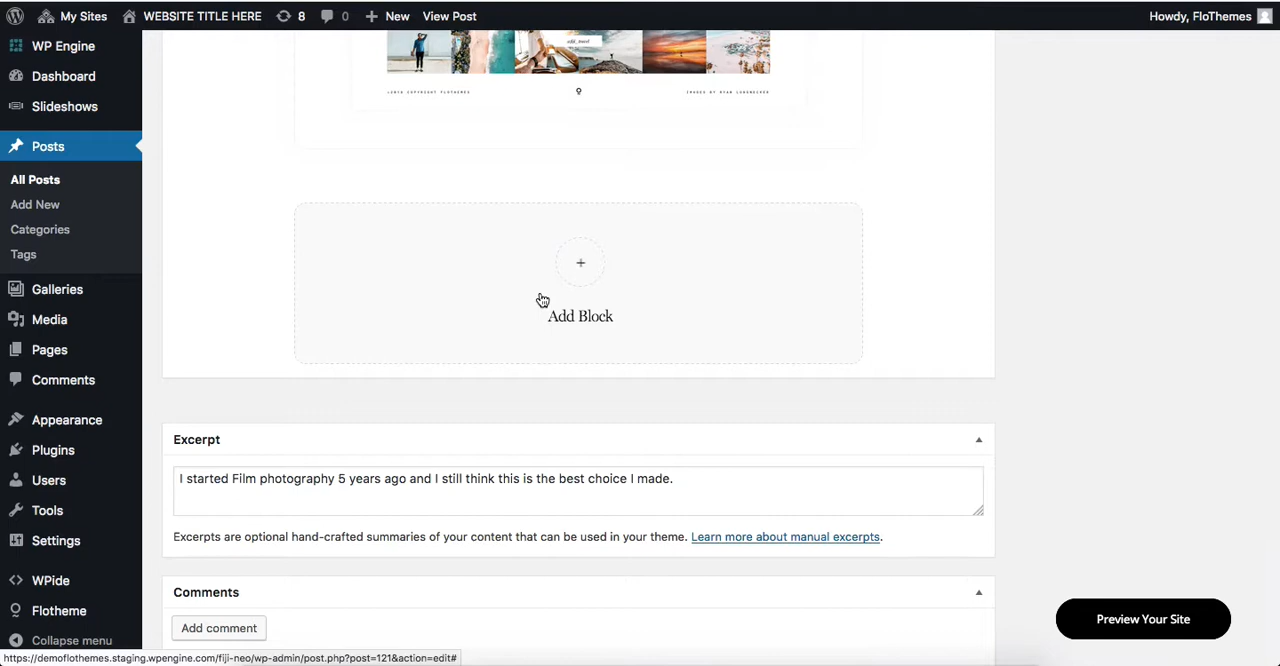 My Sites WEBSITE TITLE HERE 8 0 New View Post Howdy, FloThemes
WP Engine
Dashboard
Slideshows
Posts
All Posts
Add New
Categories
Tags
Galleries
Media
Pages
Comments
Appearance
Plugins
Users
Tools
Settings
WPide
Flotheme
Collapse menu
Add Block
Excerpt
I started Film photography 5 years ago and I still think this is the best choice I made.
Excerpts are optional hand-crafted summaries of your content that can be used in your theme. Learn more about manual excerpts.
Comments
Add comment
Preview Your Site
https://demoflothemes.staging.wpengine.com/fiji-neo/wp-admin/post.php?post=121&action=edit#